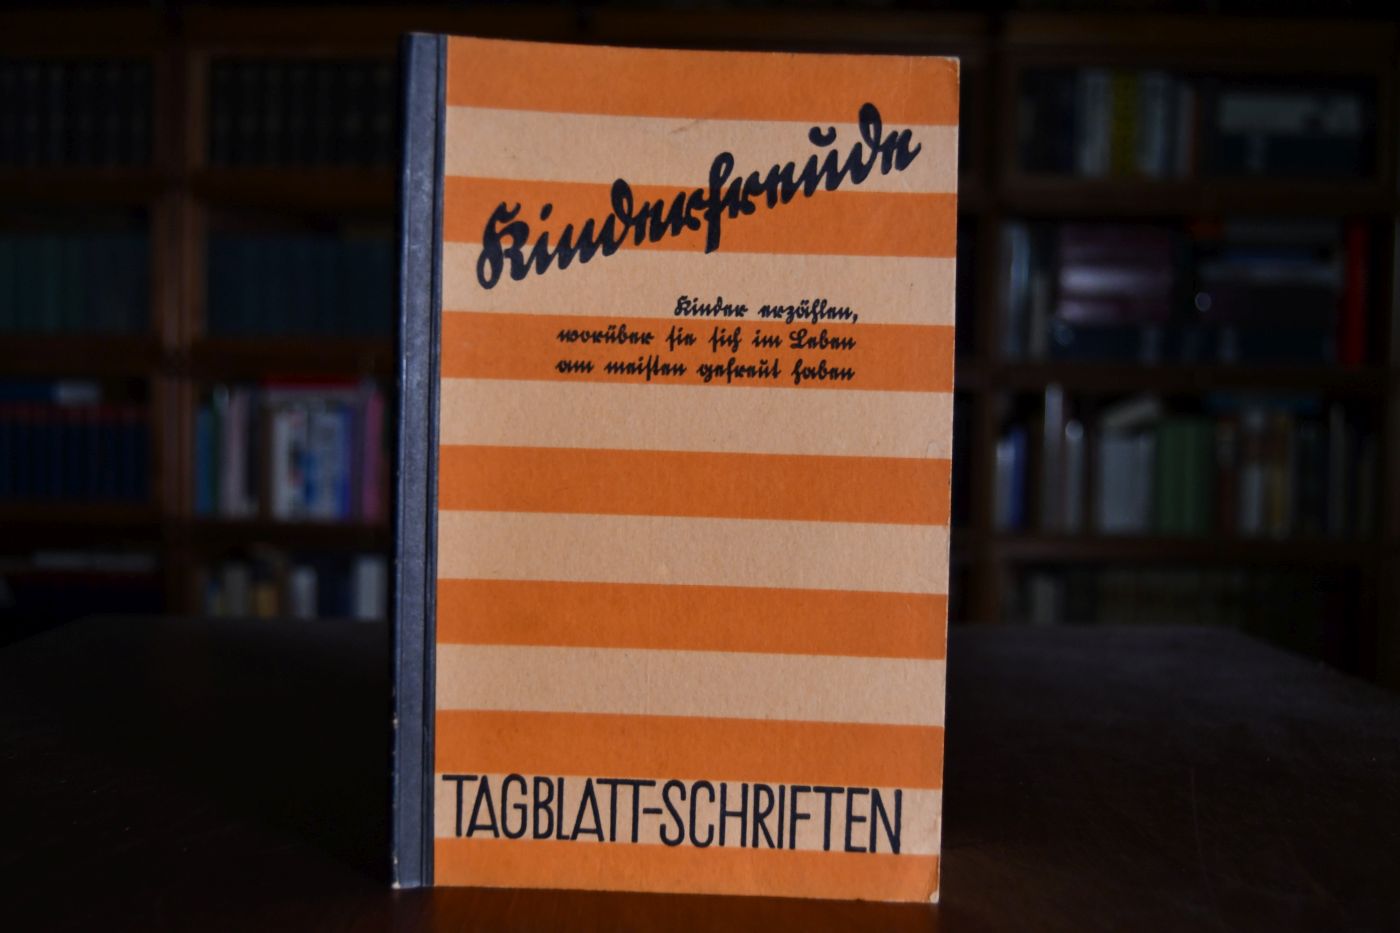 Kinderfreude
Kinder erzählen,
worüber sie sich im Leben
am meisten gefreut haben
TAGBLATT-SCHRIFTEN